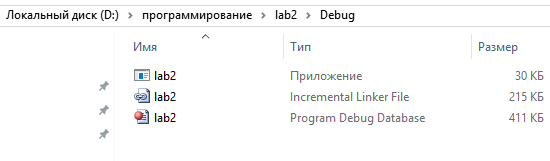 Локальный диск (D:) > программирование > lab2 > Debug
Имя Тип Размер
lab2 Приложение 30 КБ
lab2 Incremental Linker File 215 КБ
lab2 Program Debug Database 411 КБ